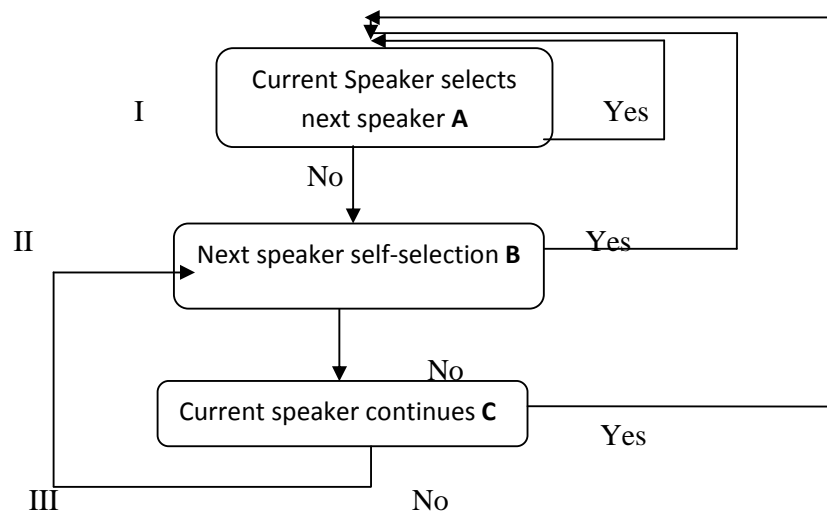 Current Speaker selects
next speaker A
I
Yes
No
II
Next speaker self-selection B
Yes
No
Current speaker continues C
Yes
III
No